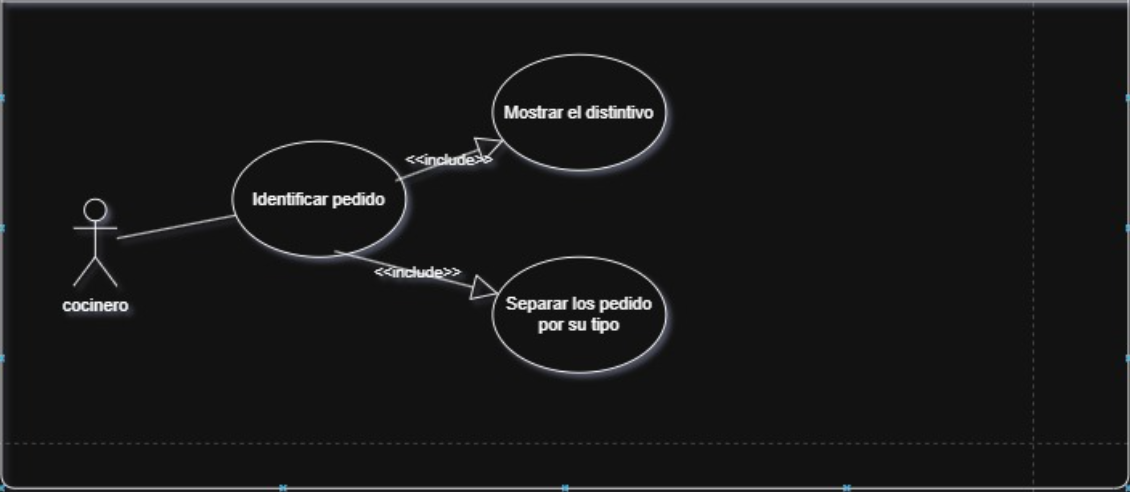 Mostrar el distintivo
<<include>>
Identificar pedido
<<include>>
cocinero
Separar los pedido
por su tipo